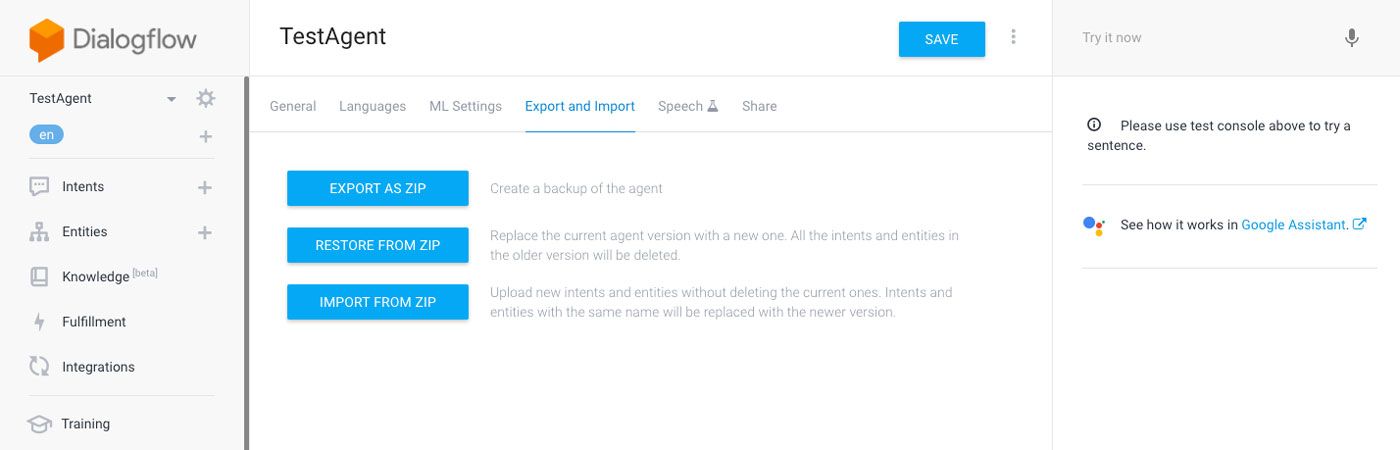 Dialogflow
TestAgent
en
Intents
Entities
Knowledge [beta]
Fulfillment
Integrations
Training
TestAgent
SAVE
General Languages ML Settings Export and Import Speech Share
EXPORT AS ZIP
Create a backup of the agent
RESTORE FROM ZIP
Replace the current agent version with a new one. All the intents and entities in
the older version will be deleted.
IMPORT FROM ZIP
Upload new intents and entities without deleting the current ones. Intents and
entities with the same name will be replaced with the newer version.
Try it now
Please use test console above to try a
sentence.
See how it works in Google Assistant.